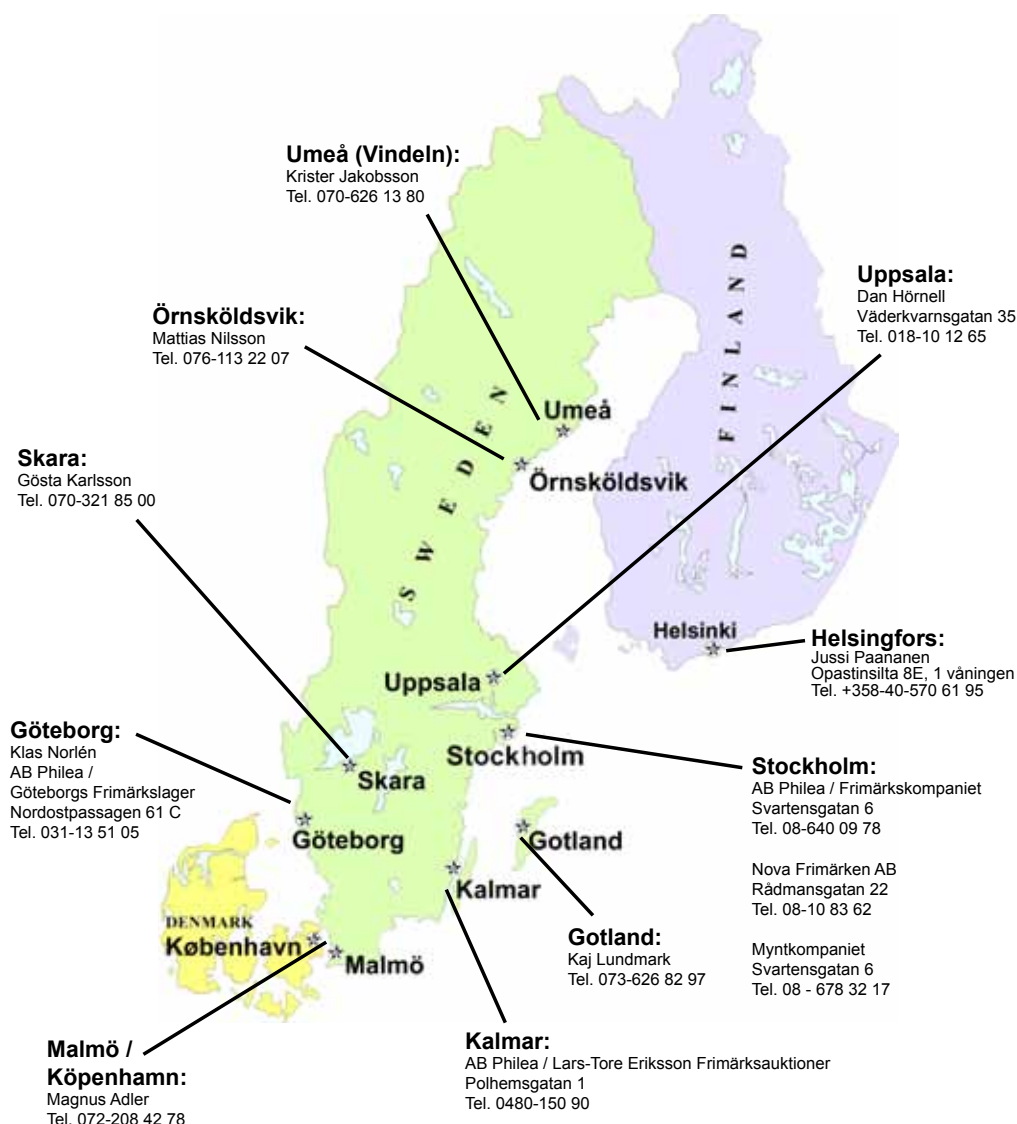 Umeå (Vindeln):
Krister Jakobsson
Tel. 070-626 13 80
Uppsala:
Dan Hörnell
Väderkvarnsgatan 35
Tel. 018-10 12 65
Örnsköldsvik:
Mattias Nilsson
Tel. 076-113 22 07
FINLAND
SWEDEN
Umeå
Örnsköldsvik
Skara:
Gösta Karlsson
Tel. 070-321 85 00
Helsinki
Helsingfors:
Jussi Paananen
Opastinsilta 8E, 1 våningen
Tel. +358-40-570 61 95
Uppsala
Göteborg:
Klas Norlén
AB Philea /
Göteborgs Frimärkslager
Nordostpassagen 61 C
Tel. 031-13 51 05
Stockholm
Skara
Stockholm:
AB Philea / Frimärkskompaniet
Svartensgatan 6
Tel. 08-640 09 78
Nova Frimärken AB
Rådmansgatan 22
Tel. 08-10 83 62
Myntkompaniet
Svartensgatan 6
Tel. 08 - 678 32 17
Göteborg
Gotland
Kalmar
DENMARK
København
Malmö
Gotland:
Kaj Lundmark
Tel. 073-626 82 97
Malmö /
Köpenhamn:
Magnus Adler
Tel. 072-208 42 78
Kalmar:
AB Philea / Lars-Tore Eriksson Frimärksauktioner
Polhemsgatan 1
Tel. 0480-150 90